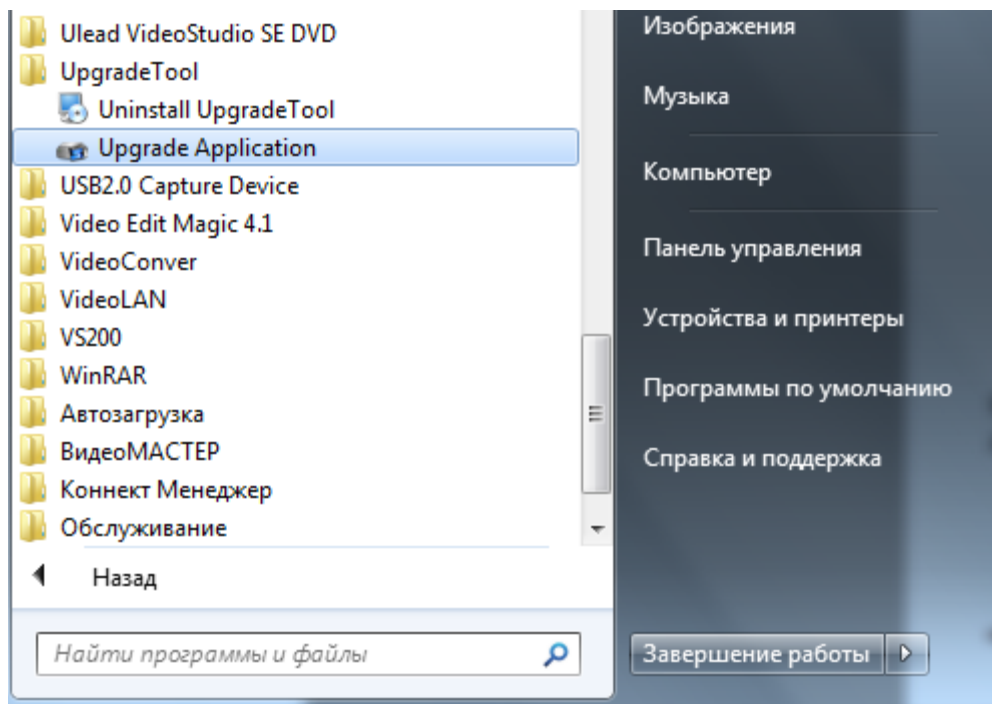 Ulead VideoStudio SE DVD
UpgradeTool
Uninstall UpgradeTool
Upgrade Application
USB2.0 Capture Device
Video Edit Magic 4.1
VideoConver
VideoLAN
VS200
WinRAR
Автозагрузка
ВидеоМАСТЕР
Коннект Менеджер
Обслуживание
Назад
Найти программы и файлы
Изображения
Музыка
Компьютер
Панель управления
Устройства и принтеры
Программы по умолчанию
Справка и поддержка
Завершение работы